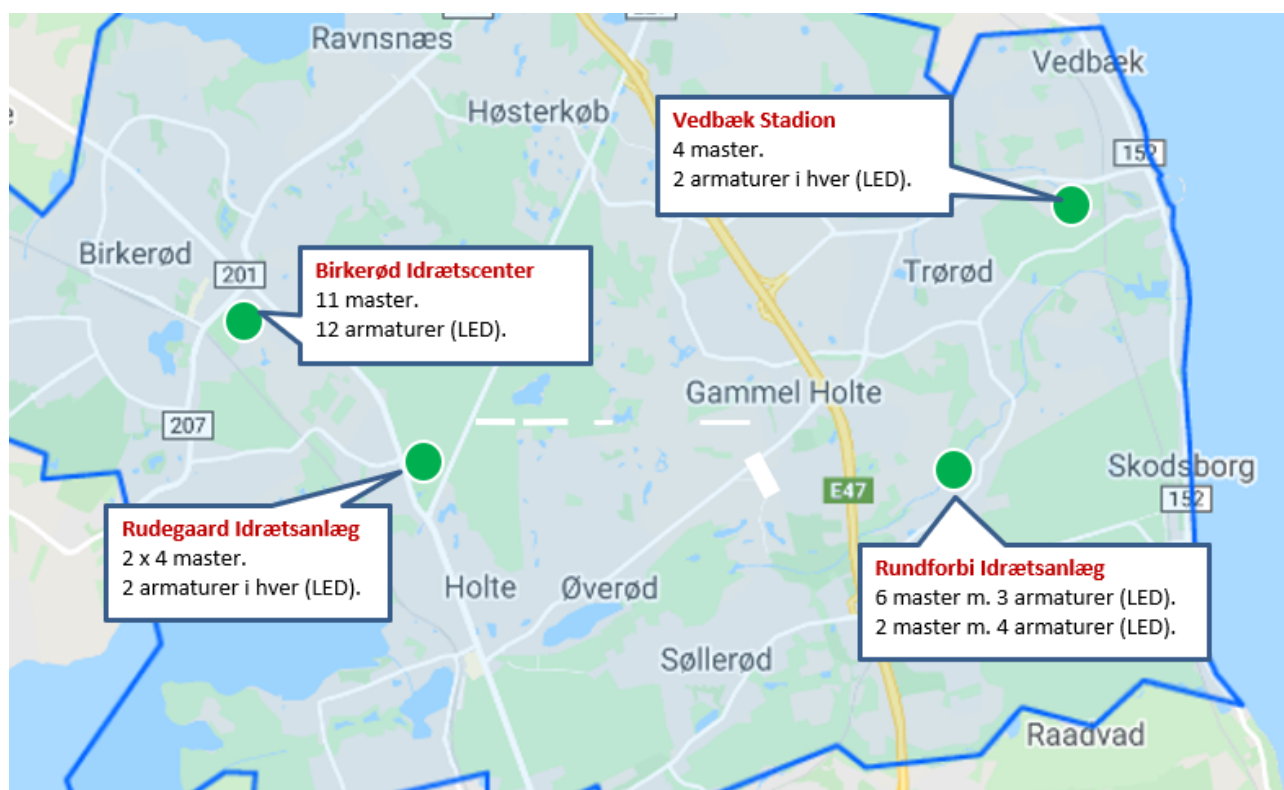 Ravnsnæs
Vedbæk
Høsterkøb
Vedbæk Stadion
4 master.
2 armaturer i hver (LED).
152
Birkerød
201
Birkerød Idrætscenter
11 master.
12 armaturer (LED).
Trørød
Gammel Holte
207
E47
Skodsborg
152
Rudegaard Idrætsanlæg
2 x 4 master.
2 armaturer i hver (LED).
Rundforbi Idrætsanlæg
6 master m. 3 armaturer (LED).
2 master m. 4 armaturer (LED).
Holte
Øverød
Søllerød
Raadvad